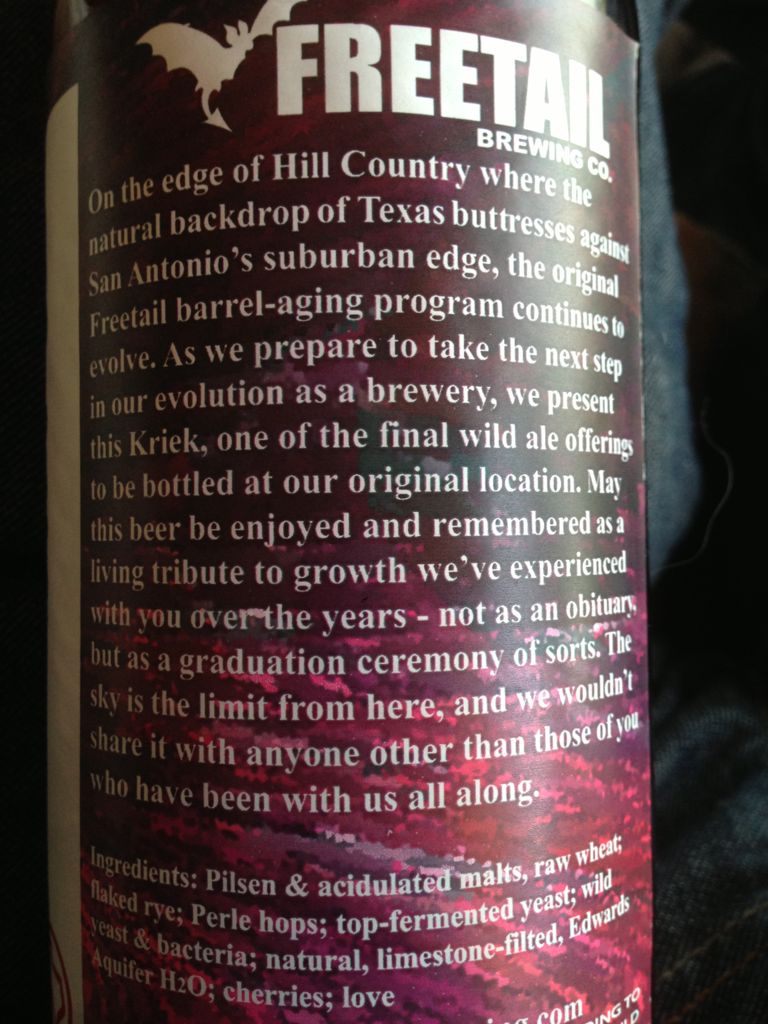 FREETAIL
BREWING CO.
On the edge of Hill Country where the
natural backdrop of Texas buttresses against
San Antonio's suburban edge, the original
Freetail barrel-aging program continues to
evolve. As we prepare to take the next step
in our evolution as a brewery, we present
this Kriek, one of the final wild ale offerings
to be bottled at our original location. May
this beer be enjoyed and remembered as a
living tribute to growth we've experienced
with you over the years - not as an obituary,
but as a graduation ceremony of sorts. The
sky is the limit from here, and we wouldn't
share it with anyone other than those of you
who have been with us all along.
Ingredients: Pilsen & acidulated malts, raw wheat;
flaked rye; Perle hops; top-fermented yeast; wild
yeast & bacteria; natural, limestone-filted, Edwards
Aquifer H2O; cherries; love
.com
TO